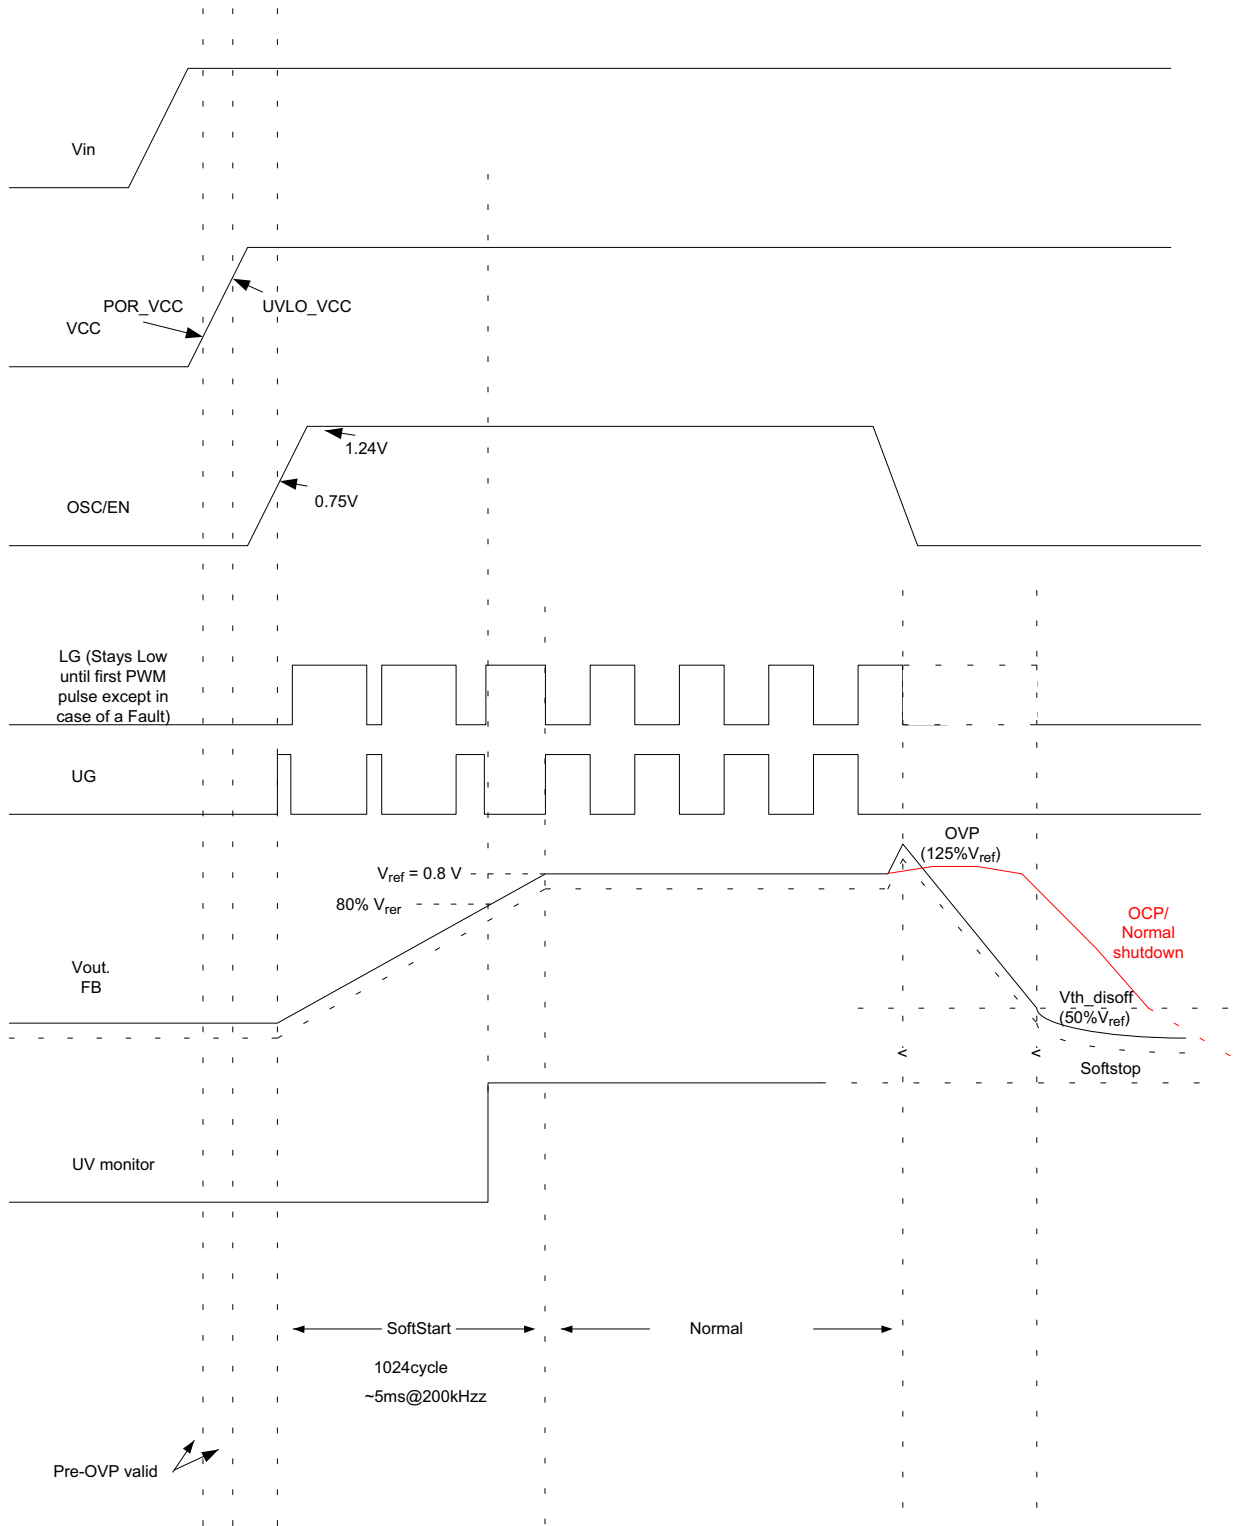 Vin
POR_VCC
UVLO_VCC
VCC
1.24V
0.75V
OSC/EN
LG (Stays Low
until first PWM
pulse except in
case of a Fault)
UG
OVP
(125%Vref)
Vref = 0.8 V
80% Vrer
OCP/
Normal
shutdown
Vout.
FB
Vth_disoff
(50%Vref)
Softstop
UV monitor
SoftStart
Normal
1024cycle
~5ms@200kHzz
Pre-OVP valid